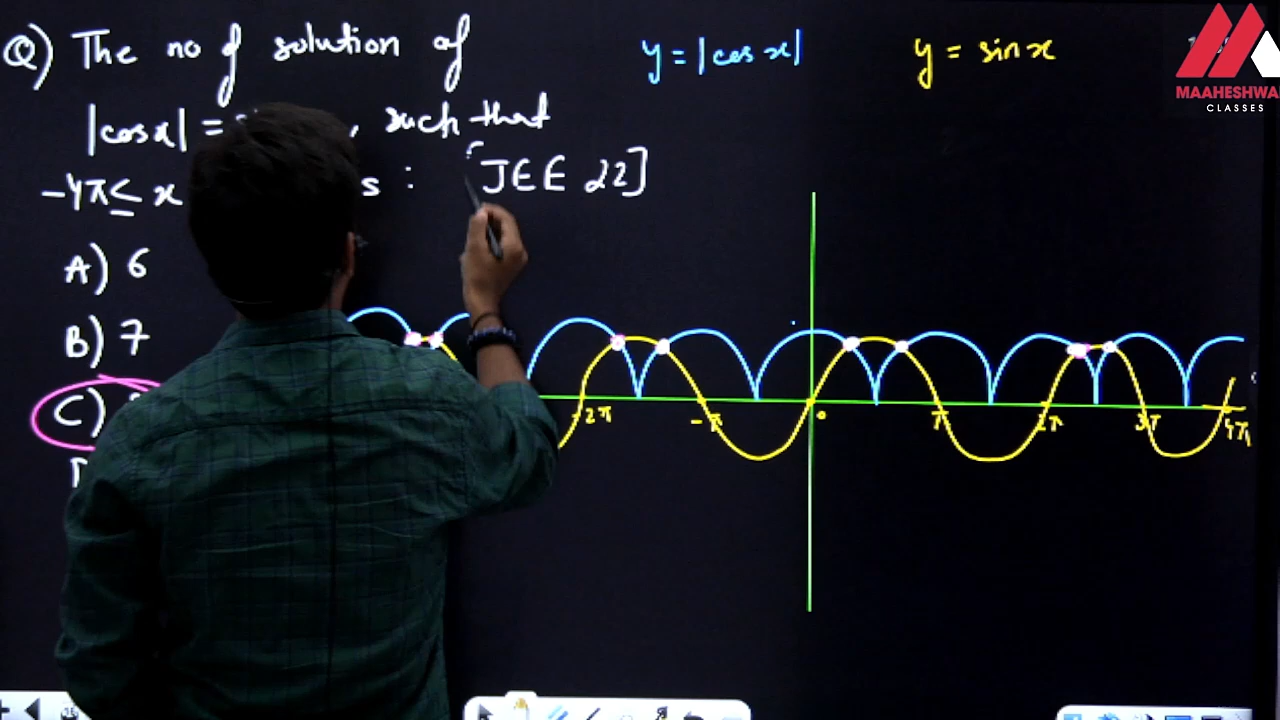 Q) The no of solution of
|cos x| = , such that
-4π ≤ x s :
[JEE 22]
A) 6
B) 7
C)
y = |cos x|
y = sin x
MAAHESHWA
CLASSES
-2π
-π
0
π
2π
3π
4π